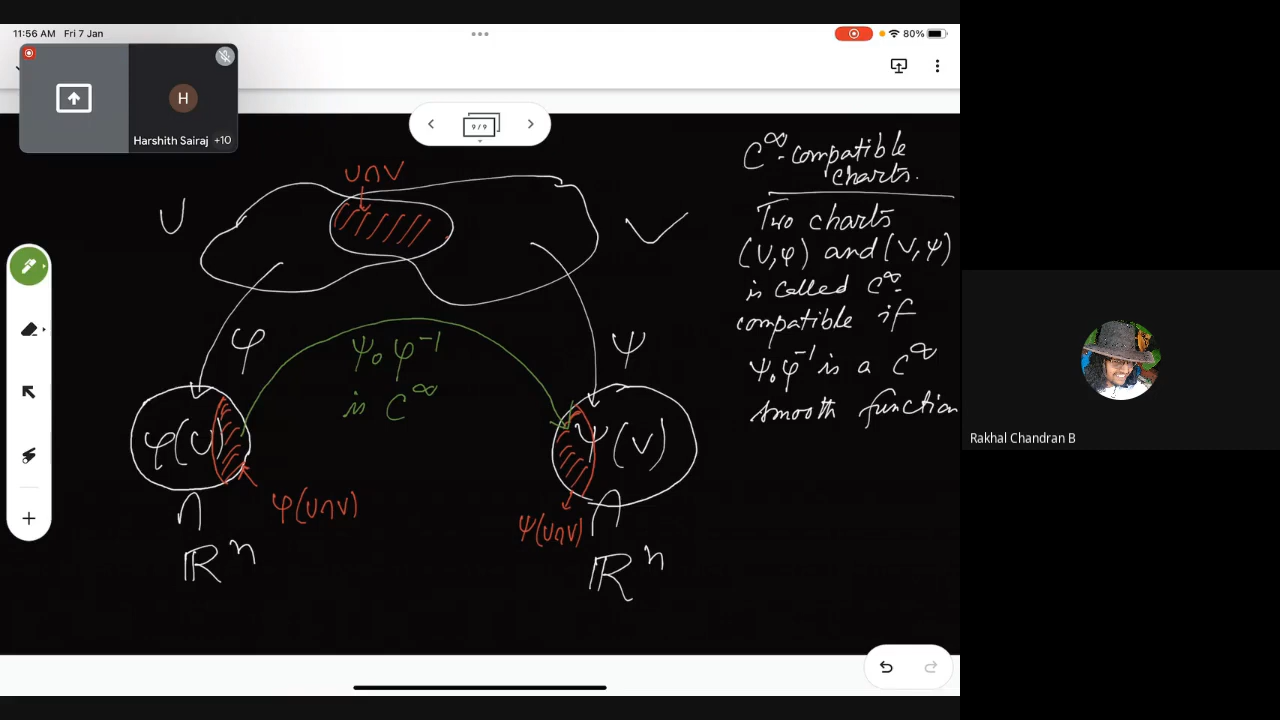 11:56 AM Fri 7 Jan
80%
H
Harshith Sairaj +10
9/9
C∞-compatible
charts.
Two charts
(U,φ) and (V,ψ)
is called C∞-
compatible if
ψ∘φ⁻¹ is a C∞
smooth function
U∩V
U
V
φ
ψ∘φ⁻¹
is C∞
ψ
φ(U)
ψ(V)
φ(U∩V)
ψ(U∩V)
∩
∩
ℝⁿ
ℝⁿ
Rakhal Chandran B